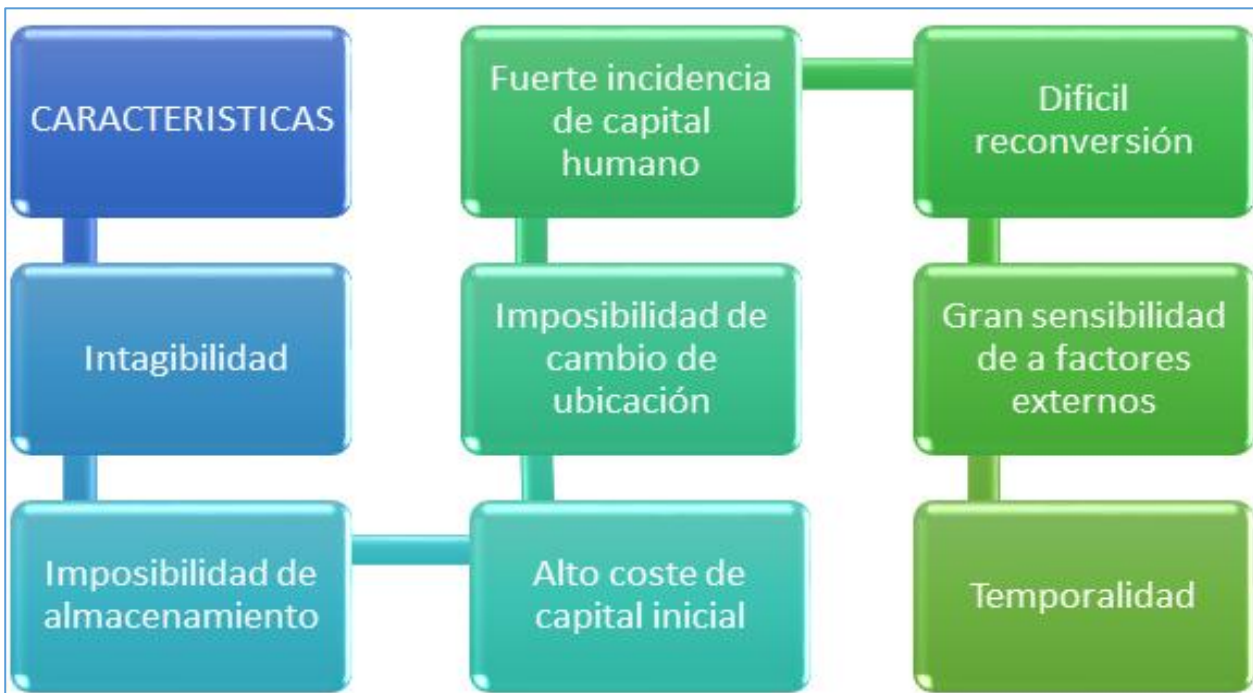 CARACTERISTICAS
Intagibilidad
Imposibilidad de
almacenamiento
Alto coste de
capital inicial
Imposibilidad de
cambio de
ubicación
Fuerte incidencia
de capital
humano
Dificil
reconversión
Gran sensibilidad
de a factores
externos
Temporalidad